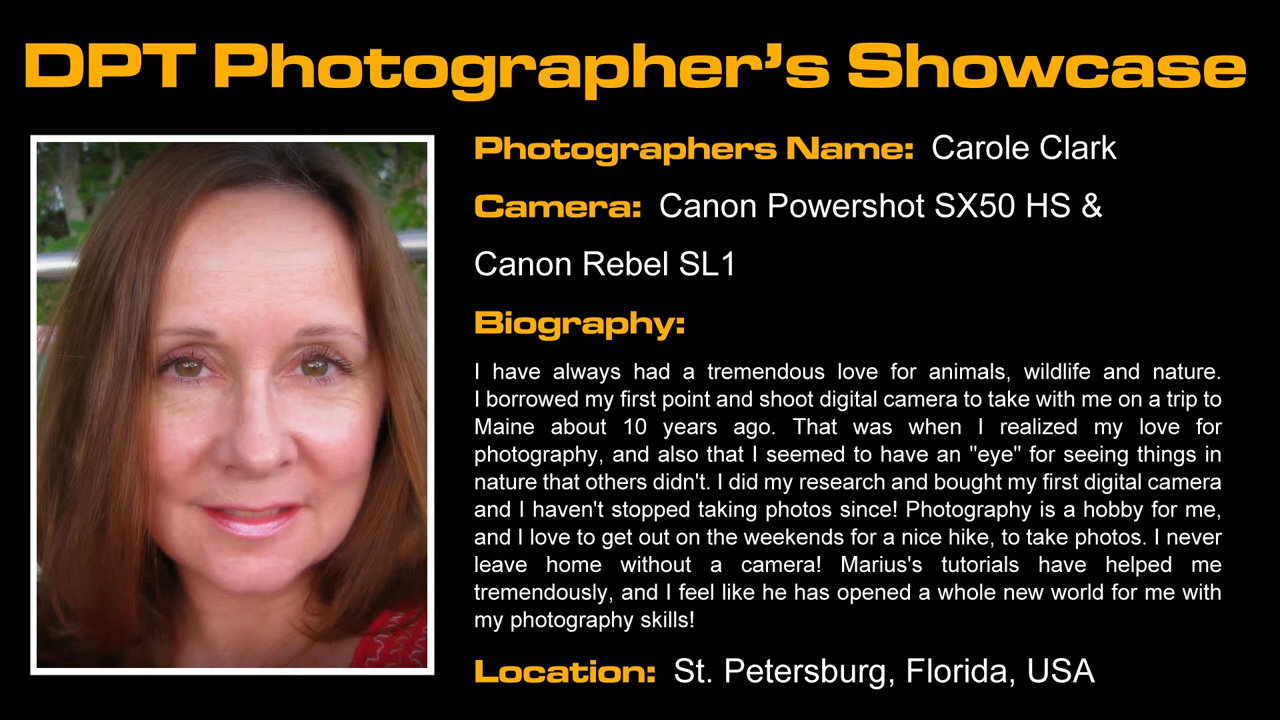 DPT Photographer's Showcase
Photographers Name: Carole Clark
Camera: Canon Powershot SX50 HS &
Canon Rebel SL1
Biography:
I have always had a tremendous love for animals, wildlife and nature.
I borrowed my first point and shoot digital camera to take with me on a trip to
Maine about 10 years ago. That was when I realized my love for
photography, and also that I seemed to have an "eye" for seeing things in
nature that others didn't. I did my research and bought my first digital camera
and I haven't stopped taking photos since! Photography is a hobby for me,
and I love to get out on the weekends for a nice hike, to take photos. I never
leave home without a camera! Marius's tutorials have helped me
tremendously, and I feel like he has opened a whole new world for me with
my photography skills!
Location: St. Petersburg, Florida, USA